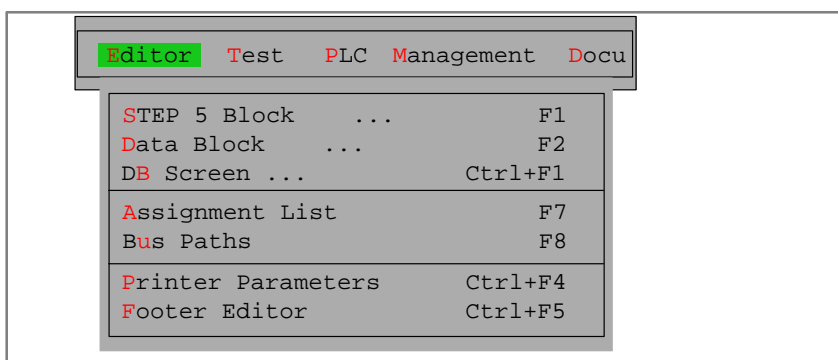 Editor Test PLC Management Docu
STEP 5 Block ... F1
Data Block ... F2
DB Screen ... Ctrl+F1
Assignment List F7
Bus Paths F8
Printer Parameters Ctrl+F4
Footer Editor Ctrl+F5